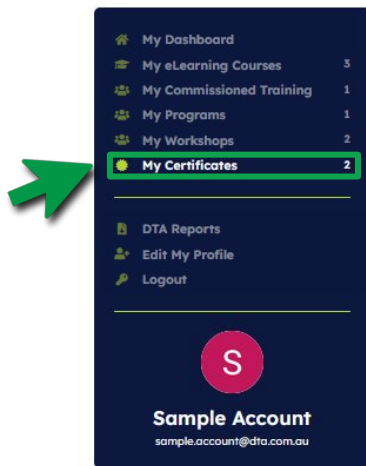 My Dashboard
My eLearning Courses 3
My Commissioned Training 1
My Programs 1
My Workshops 2
My Certificates 2
DTA Reports
Edit My Profile
Logout
S
Sample Account
sample.account@dta.com.au